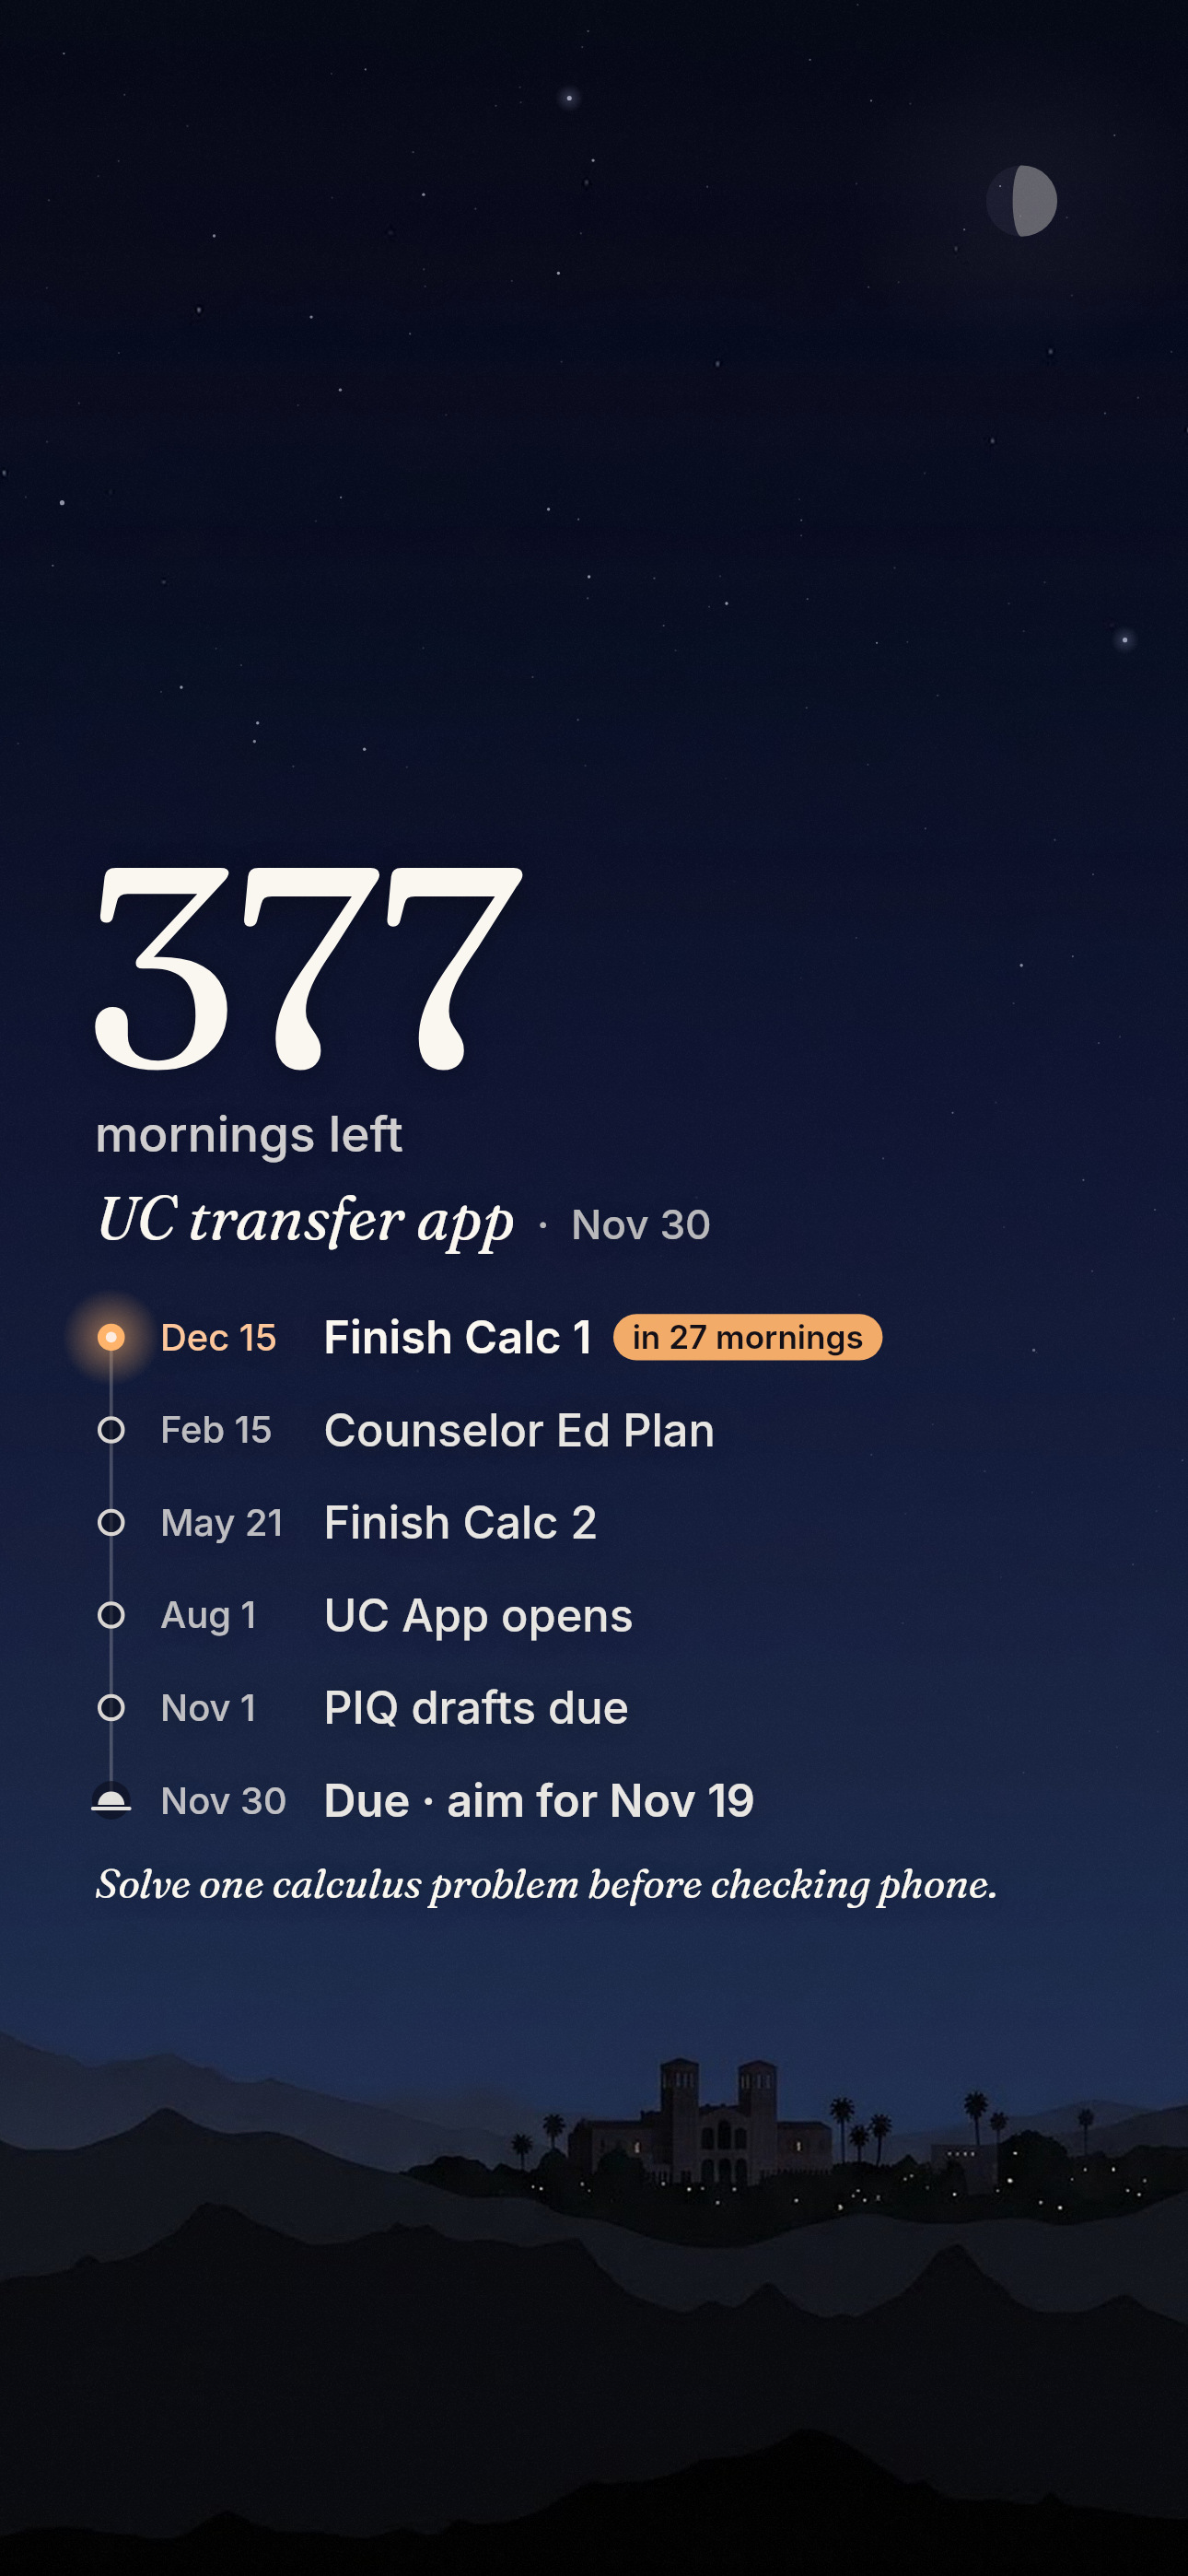 377
mornings left
UC transfer app · Nov 30
Dec 15 Finish Calc 1 in 27 mornings
Feb 15 Counselor Ed Plan
May 21 Finish Calc 2
Aug 1 UC App opens
Nov 1 PIQ drafts due
Nov 30 Due · aim for Nov 19
Solve one calculus problem before checking phone.